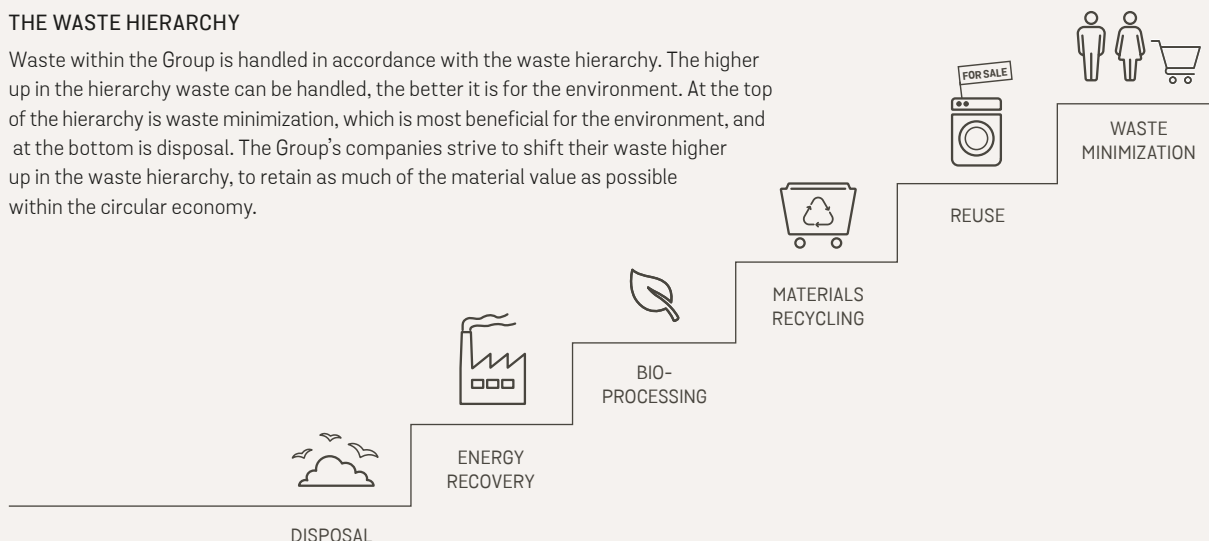 THE WASTE HIERARCHY
Waste within the Group is handled in accordance with the waste hierarchy. The higher
up in the hierarchy waste can be handled, the better it is for the environment. At the top
of the hierarchy is waste minimization, which is most beneficial for the environment, and
at the bottom is disposal. The Group's companies strive to shift their waste higher
up in the waste hierarchy, to retain as much of the material value as possible
within the circular economy.
FOR SALE
WASTE
MINIMIZATION
REUSE
MATERIALS
RECYCLING
BIO-
PROCESSING
ENERGY
RECOVERY
DISPOSAL